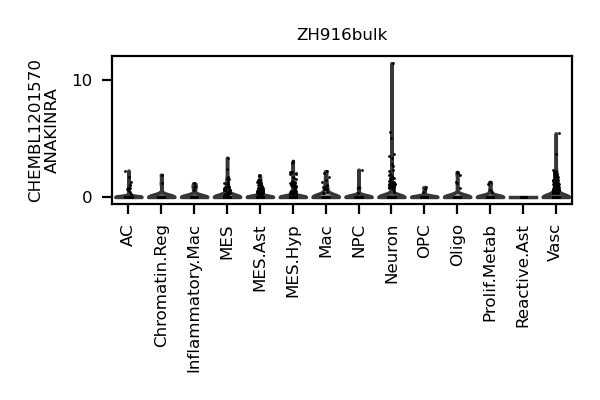 ZH916bulk
CHEMBL1201570
ANAKINRA
10
0
AC
Chromatin.Reg
Inflammatory.Mac
MES
MES.Ast
MES.Hyp
Mac
NPC
Neuron
OPC
Oligo
Prolif.Metab
Reactive.Ast
Vasc